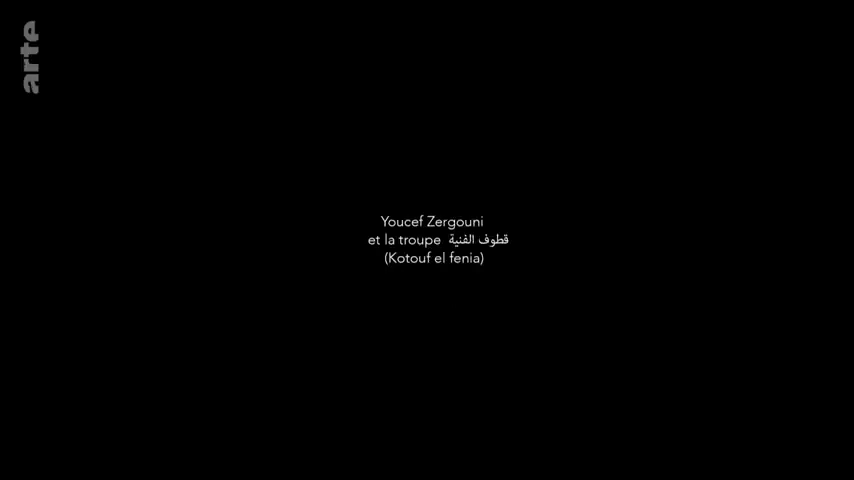 arte
Youcef Zergouni
et la troupe قطوف الفنية
(Kotouf el fenia)